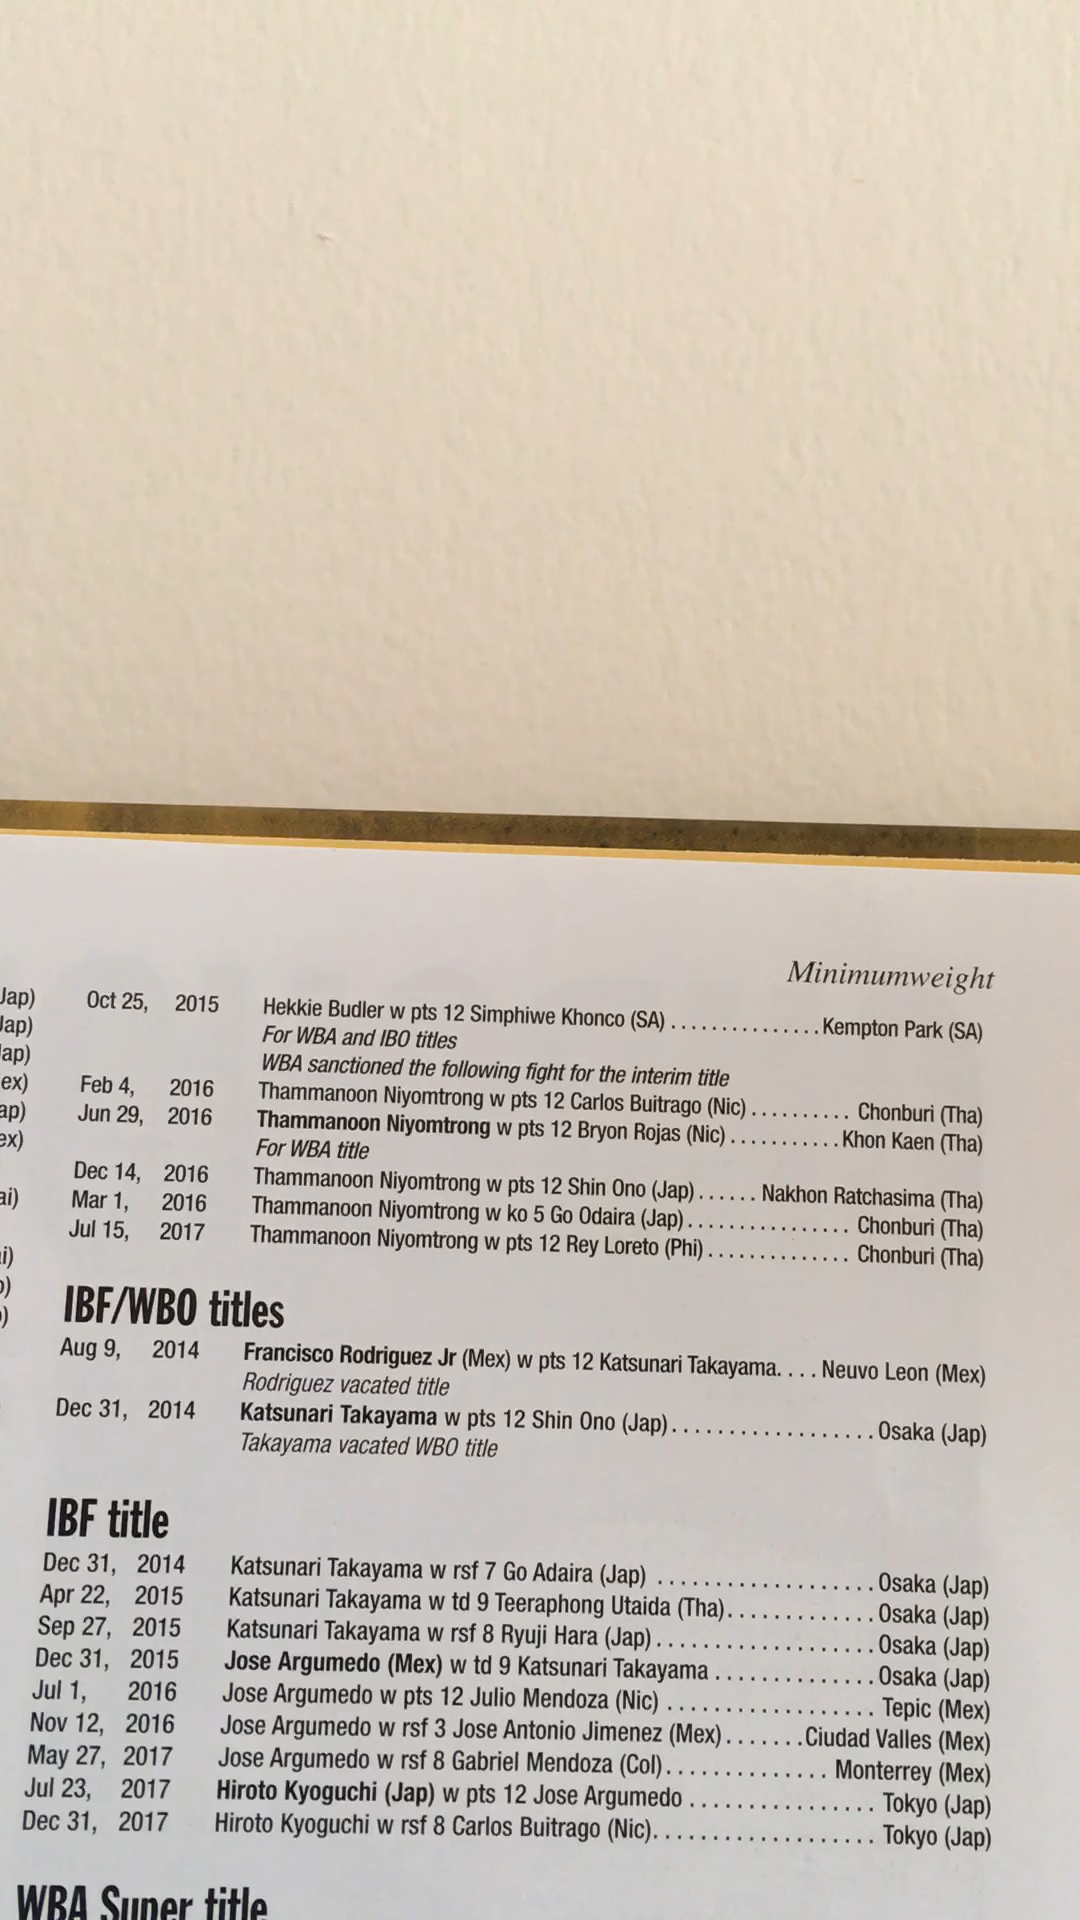 Minimumweight
Jap)
Jap)
ap)
ex)
ap)
ex)
ai)
i)
o)
)
Oct 25, 2015 Hekkie Budler w pts 12 Simphiwe Khonco (SA) .............. Kempton Park (SA)
For WBA and IBO titles
WBA sanctioned the following fight for the interim title
Feb 4, 2016 Thammanoon Niyomtrong w pts 12 Carlos Buitrago (Nic) .......... Chonburi (Tha)
Jun 29, 2016 Thammanoon Niyomtrong w pts 12 Bryon Rojas (Nic) ........... Khon Kaen (Tha)
For WBA title
Dec 14, 2016 Thammanoon Niyomtrong w pts 12 Shin Ono (Jap) ...... Nakhon Ratchasima (Tha)
Mar 1, 2016 Thammanoon Niyomtrong w ko 5 Go Odaira (Jap) ............... Chonburi (Tha)
Jul 15, 2017 Thammanoon Niyomtrong w pts 12 Rey Loreto (Phi) ............. Chonburi (Tha)
IBF/WBO titles
Aug 9, 2014 Francisco Rodriguez Jr (Mex) w pts 12 Katsunari Takayama. . . . Neuvo Leon (Mex)
Rodriguez vacated title
Dec 31, 2014 Katsunari Takayama w pts 12 Shin Ono (Jap) .................. Osaka (Jap)
Takayama vacated WBO title
IBF title
Dec 31, 2014 Katsunari Takayama w rsf 7 Go Adaira (Jap) ................... Osaka (Jap)
Apr 22, 2015 Katsunari Takayama w td 9 Teeraphong Utaida (Tha) ............. Osaka (Jap)
Sep 27, 2015 Katsunari Takayama w rsf 8 Ryuji Hara (Jap) ................... Osaka (Jap)
Dec 31, 2015 Jose Argumedo (Mex) w td 9 Katsunari Takayama .............. Osaka (Jap)
Jul 1, 2016 Jose Argumedo w pts 12 Julio Mendoza (Nic) .................. Tepic (Mex)
Nov 12, 2016 Jose Argumedo w rsf 3 Jose Antonio Jimenez (Mex) ....... Ciudad Valles (Mex)
May 27, 2017 Jose Argumedo w rsf 8 Gabriel Mendoza (Col) .............. Monterrey (Mex)
Jul 23, 2017 Hiroto Kyoguchi (Jap) w pts 12 Jose Argumedo ................ Tokyo (Jap)
Dec 31, 2017 Hiroto Kyoguchi w rsf 8 Carlos Buitrago (Nic) ................... Tokyo (Jap)
WBA Super title